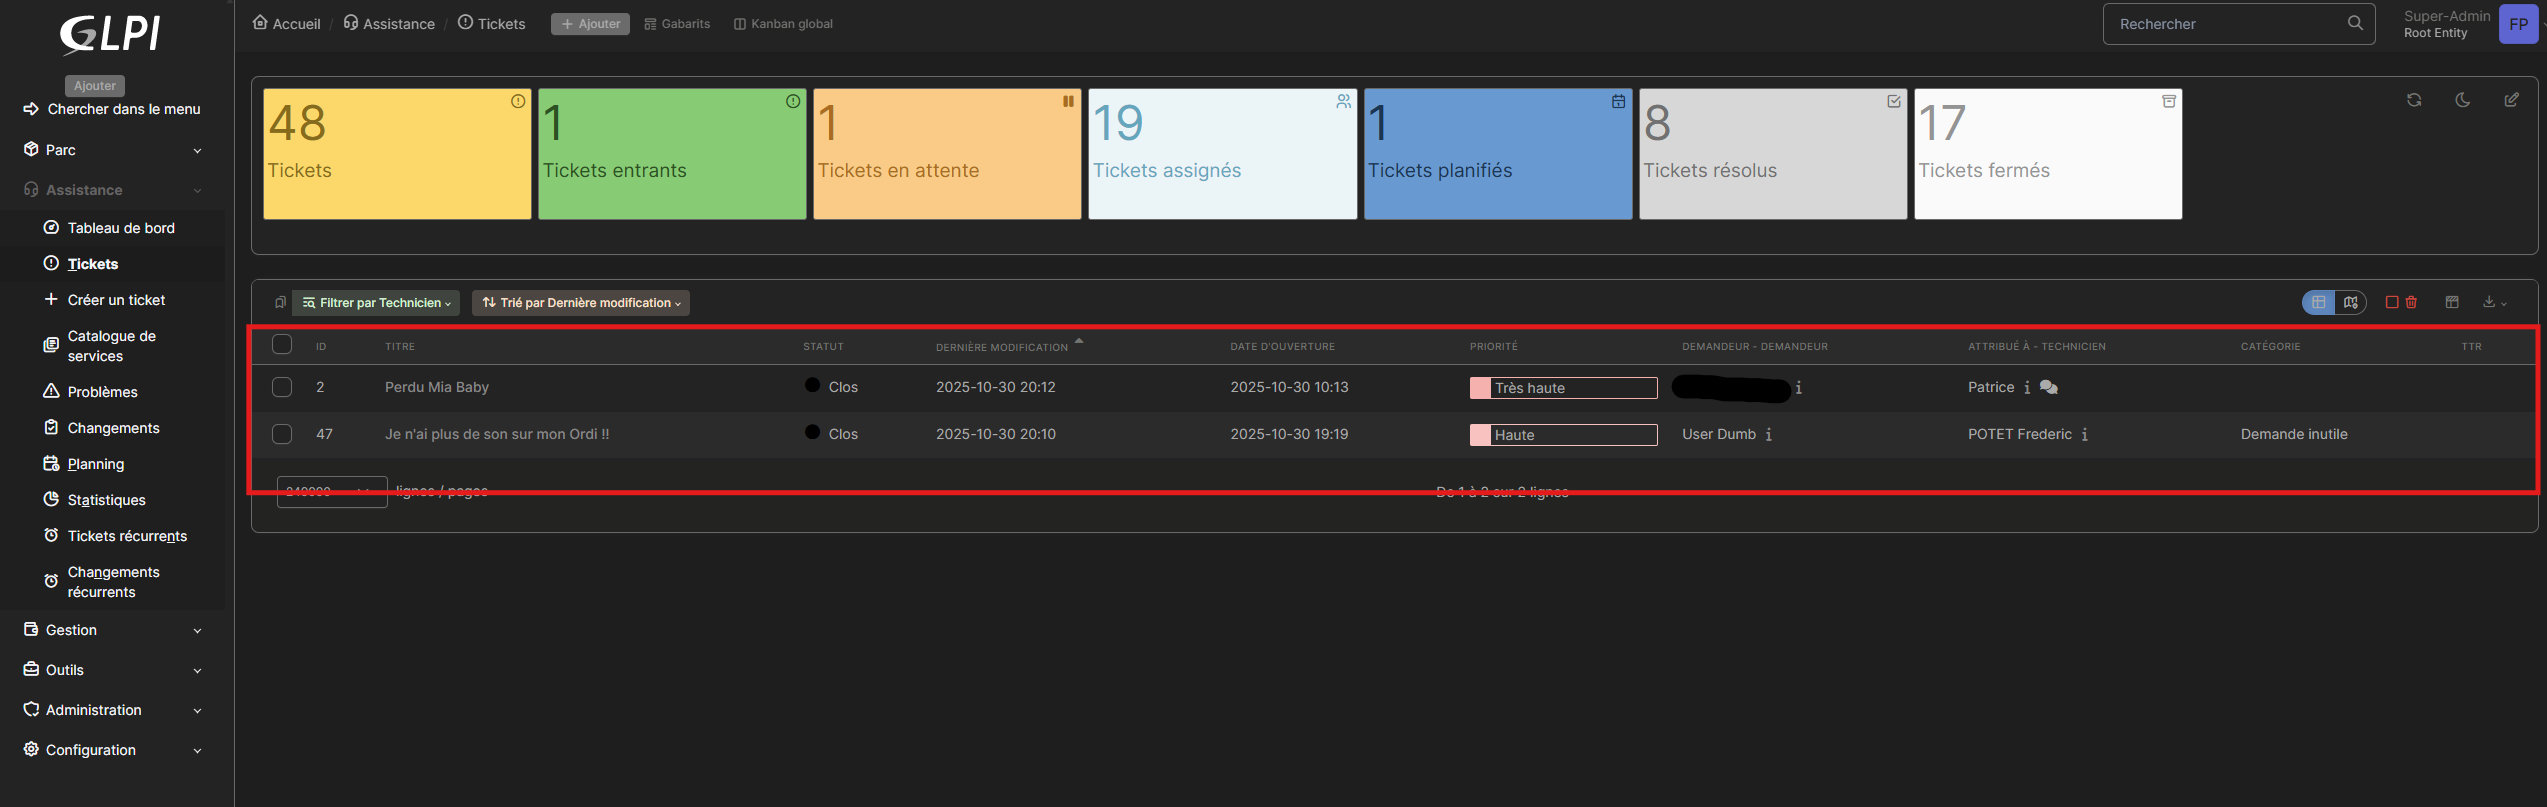 GLPI
Accueil / Assistance / Tickets + Ajouter Gabarits Kanban global
Rechercher
Super-Admin
Root Entity
FP
Ajouter
Chercher dans le menu
Parc
Assistance
Tableau de bord
Tickets
Créer un ticket
Catalogue de
services
Problèmes
Changements
Planning
Statistiques
Tickets récurrents
Changements
récurrents
Gestion
Outils
Administration
Configuration
48
Tickets
1
Tickets entrants
1
Tickets en attente
19
Tickets assignés
1
Tickets planifiés
8
Tickets résolus
17
Tickets fermés
Filtrer par Technicien Trié par Dernière modification
ID TITRE STATUT DERNIÈRE MODIFICATION DATE D'OUVERTURE PRIORITÉ DEMANDEUR - DEMANDEUR ATTRIBUÉ À - TECHNICIEN CATÉGORIE TTR
2 Perdu Mia Baby Clos 2025-10-30 20:12 2025-10-30 10:13 Très haute Patrice
47 Je n'ai plus de son sur mon Ordi !! Clos 2025-10-30 20:10 2025-10-30 19:19 Haute User Dumb POTET Frederic Demande inutile
lignes / pages De 1 à 2 sur 2 lignes